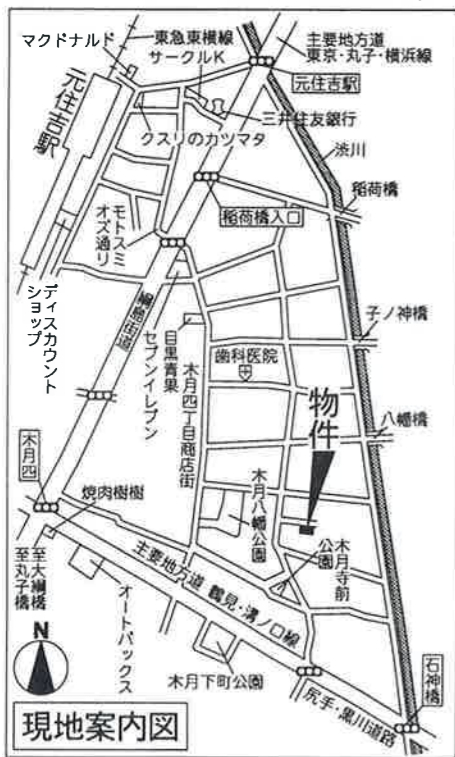 マクドナルド
東急東横線
サークルK
主要地方道
東京・丸子・横浜線
元住吉駅
元住吉駅
三井住友銀行
クスリのカツマタ
渋川
稲荷橋
稲荷橋入口
モトスミ
オズ通り
ディスカウント
ショップ
綱島街道
セブンイレブン
目黒青果
木月四丁目商店街
歯科医院
子ノ神橋
物件
八幡橋
木月四
焼肉樹樹
木月八幡公園
木月寺前
公園
至大綱橋
至丸子橋
主要地方道 鶴見・溝ノ口線
オートバックス
木月下町公園
石神橋
尻手・黒川道路
N
現地案内図